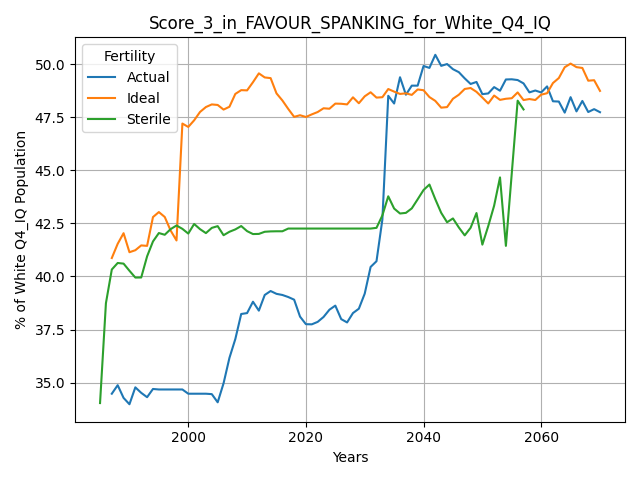 Score_3_in_FAVOUR_SPANKING_for_White_Q4_IQ
Fertility
Actual
Ideal
Sterile
% of White Q4_IQ Population
50.0
47.5
45.0
42.5
40.0
37.5
35.0
2000 2020 2040 2060
Years